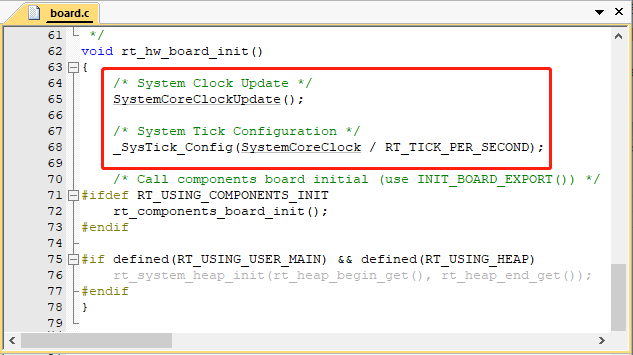 board.c
61 */
62 void rt_hw_board_init()
63 {
64 /* System Clock Update */
65 SystemCoreClockUpdate();
66
67 /* System Tick Configuration */
68 _SysTick_Config(SystemCoreClock / RT_TICK_PER_SECOND);
69
70 /* Call components board initial (use INIT_BOARD_EXPORT()) */
71 #ifdef RT_USING_COMPONENTS_INIT
72 rt_components_board_init();
73 #endif
74
75 #if defined(RT_USING_USER_MAIN) && defined(RT_USING_HEAP)
76 rt_system_heap_init(rt_heap_begin_get(), rt_heap_end_get());
77 #endif
78 }
79